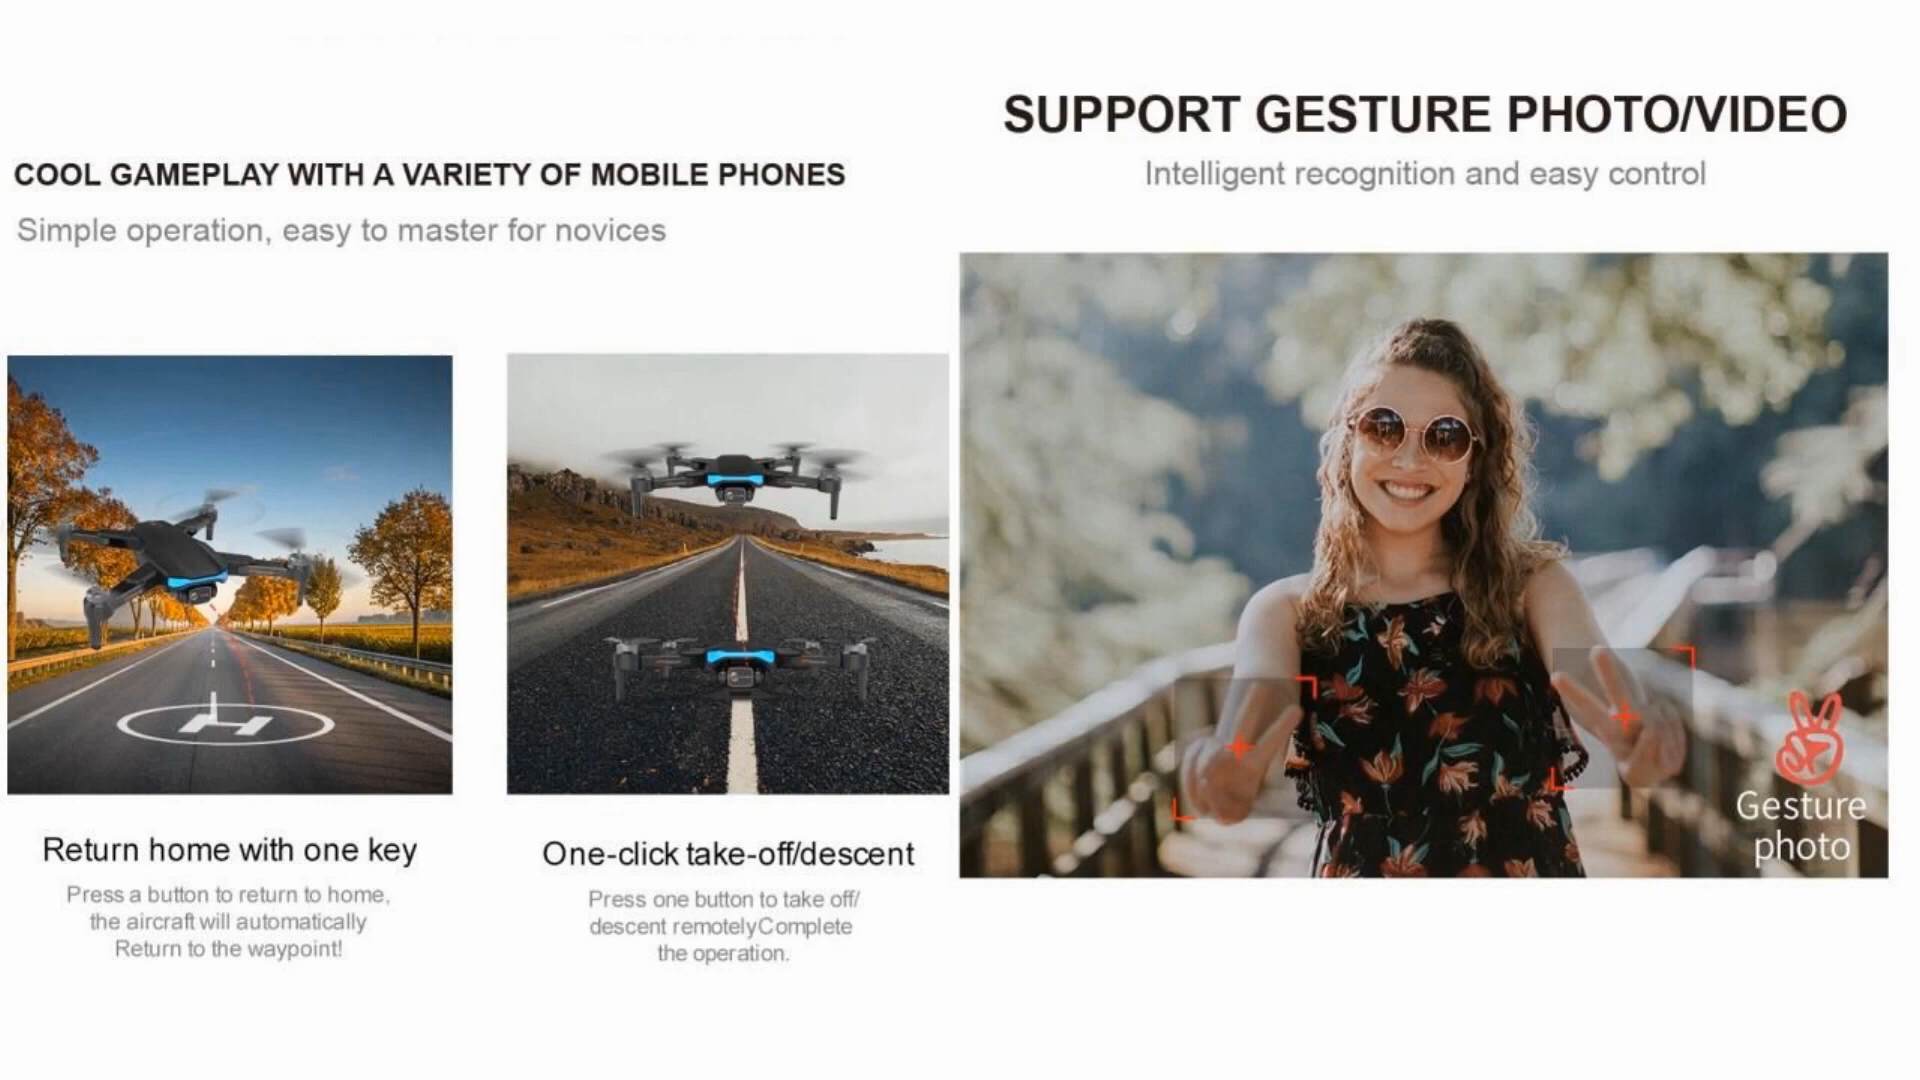 COOL GAMEPLAY WITH A VARIETY OF MOBILE PHONES
Simple operation, easy to master for novices
Return home with one key
Press a button to return to home,
the aircraft will automatically
Return to the waypoint!
One-click take-off/descent
Press one button to take off/
descent remotelyComplete
the operation.
SUPPORT GESTURE PHOTO/VIDEO
Intelligent recognition and easy control
H
Gesture
photo